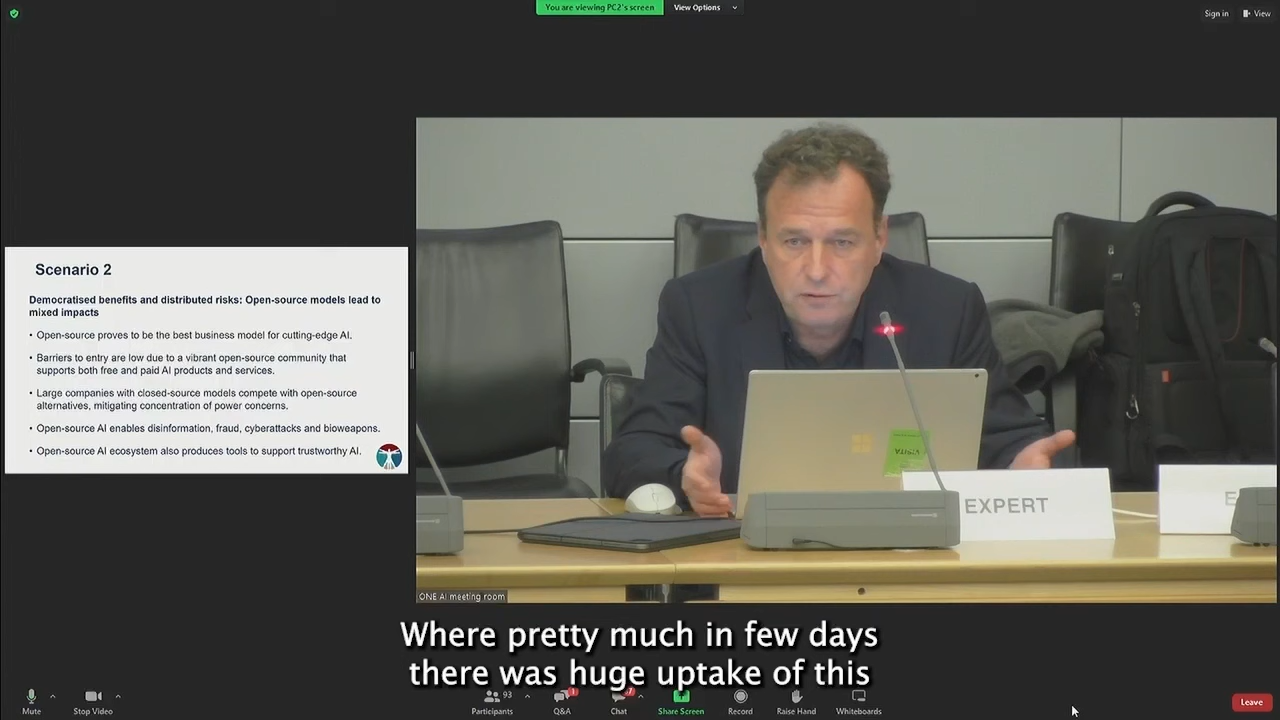 You are viewing PC2's screen
View Options
Sign in
View
Scenario 2
Democratised benefits and distributed risks: Open-source models lead to
mixed impacts
• Open-source proves to be the best business model for cutting-edge AI.
• Barriers to entry are low due to a vibrant open-source community that
supports both free and paid AI products and services.
• Large companies with closed-source models compete with open-source
alternatives, mitigating concentration of power concerns.
• Open-source AI enables disinformation, fraud, cyberattacks and bioweapons.
• Open-source AI ecosystem also produces tools to support trustworthy AI.
VISITA
EXPERT
E
ONE AI meeting room
Where pretty much in few days
there was huge uptake of this
Mute
Stop Video
Participants
93
Q&A
1
Chat
Share Screen
Record
Raise Hand
Whiteboards
Leave